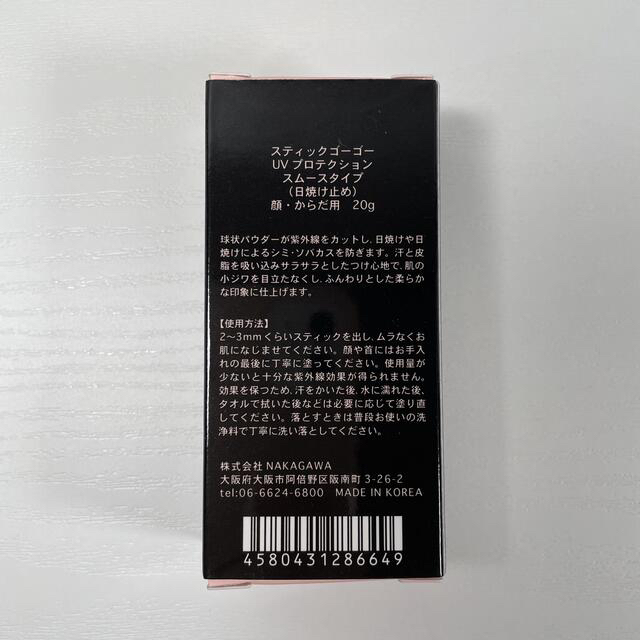 スティックゴーゴー
UV プロテクション
スムースタイプ
（日焼け止め）
顔・からだ用 20g
球状パウダーが紫外線をカットし、日焼けや日
焼けによるシミ・ソバカスを防ぎます。汗と皮
脂を吸い込みサラサラとしたつけ心地で、肌の
小ジワを目立たなくし、ふんわりとした柔らか
な印象に仕上げます。
【使用方法】
2〜3mmくらいスティックを出し、ムラなくお
肌になじませてください。顔や首にはお手入
れの最後に丁寧に塗ってください。使用量が
少ないと十分な紫外線効果が得られません。
効果を保つため、汗をかいた後、水に濡れた後、
タオルで拭いた後などは必要に応じて塗り直
してください。落とすときは普段お使いの洗
浄料で丁寧に洗い落としてください。
株式会社 NAKAGAWA
大阪府大阪市阿倍野区阪南町 3-26-2
tel:06-6624-6800 MADE IN KOREA
4580431286649